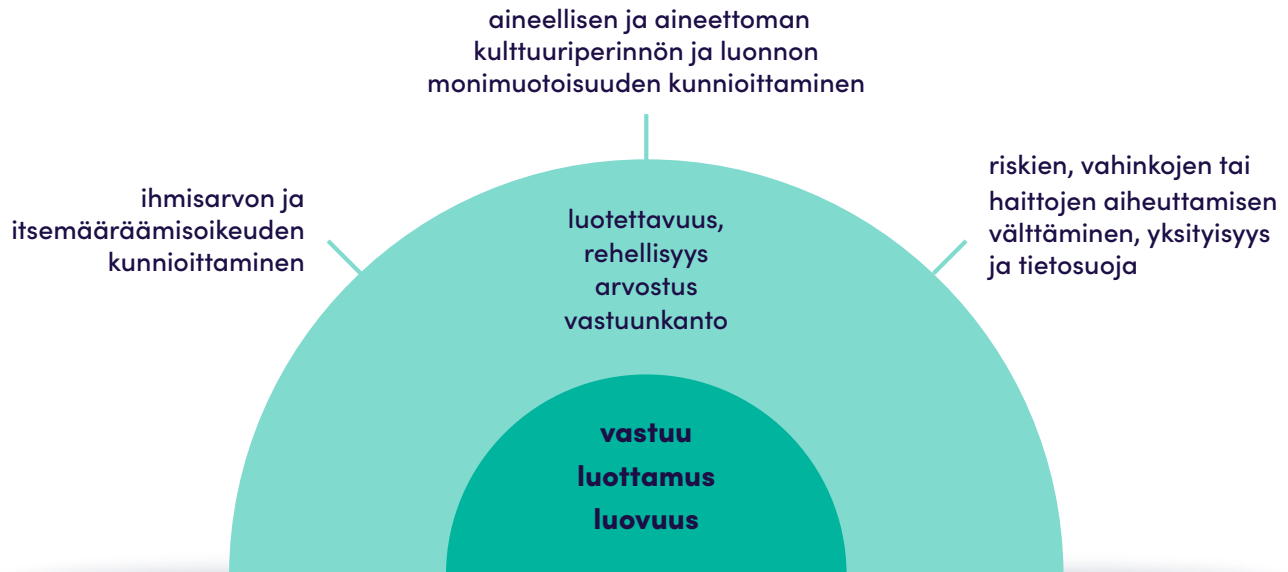 aineellisen ja aineettoman
kulttuuriperinnön ja luonnon
monimuotoisuuden kunnioittaminen
ihmisarvon ja
itsemääräämisoikeuden
kunnioittaminen
riskien, vahinkojen tai
haittojen aiheuttamisen
välttäminen, yksityisyys
ja tietosuoja
luotettavuus,
rehellisyys
arvostus
vastuunkanto
vastuu
luottamus
luovuus